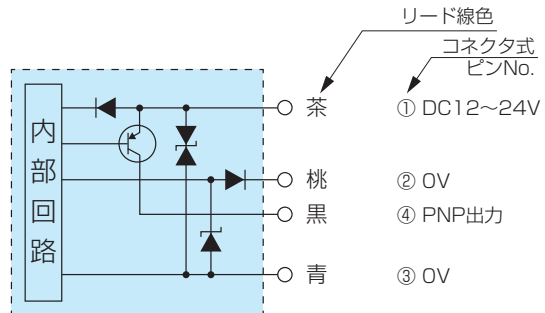 リード線色
コネクタ式
ピンNo.
茶 ① DC12～24V
内部回路
桃 ② 0V
黒 ④ PNP出力
青 ③ 0V